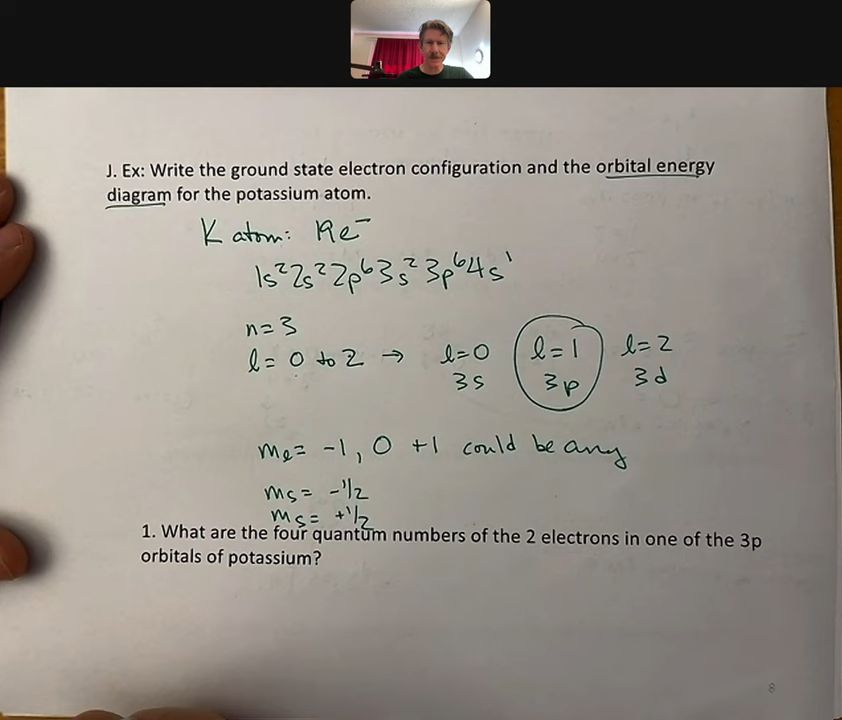 J. Ex: Write the ground state electron configuration and the orbital energy
diagram for the potassium atom.
K atom: 19e⁻
1s²2s²2p⁶3s²3p⁶4s¹
n=3
l= 0 to 2 → l=0 l=1 l=2
3s 3p 3d
mₗ= -1, 0 +1 could be any
ms= -1/2
ms= +1/2
1. What are the four quantum numbers of the 2 electrons in one of the 3p
orbitals of potassium?
8